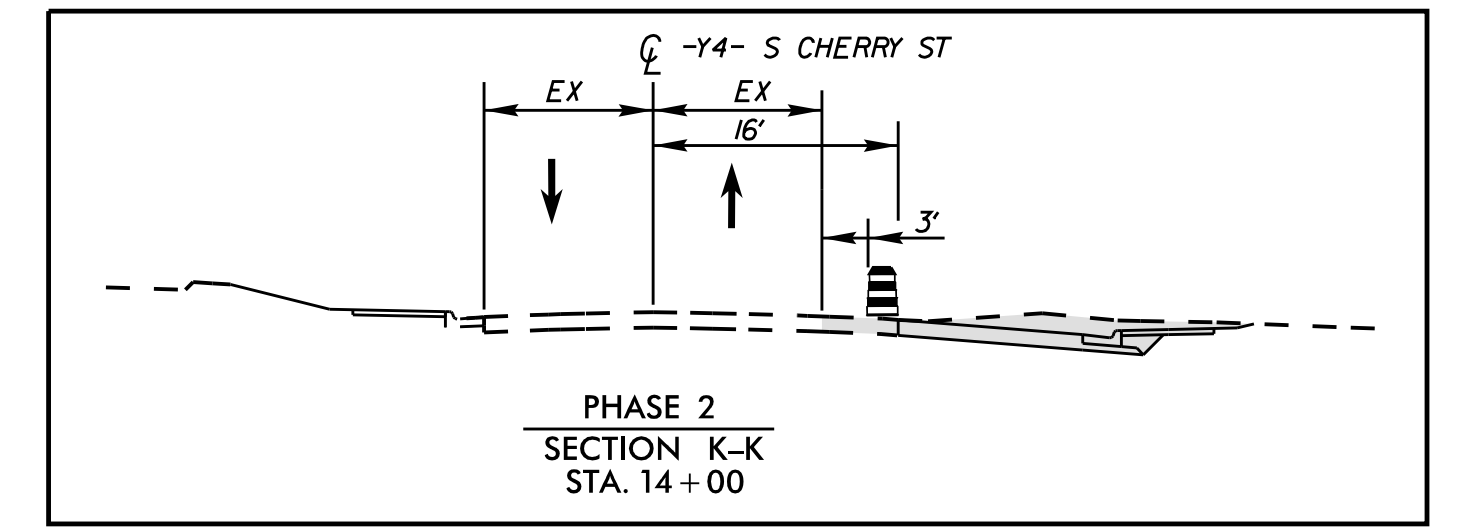 ℄ -Y4- S CHERRY ST
EX EX
16'
3'
PHASE 2
SECTION K-K
STA. 14+00